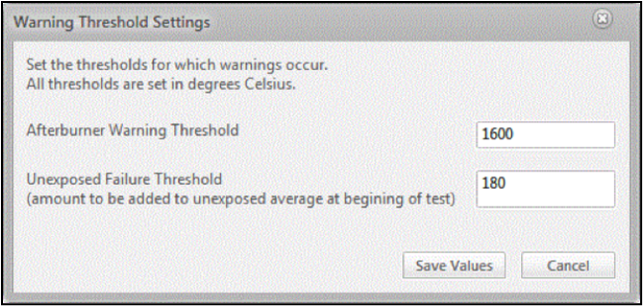 Warning Threshold Settings
Set the thresholds for which warnings occur.
All thresholds are set in degrees Celsius.
Afterburner Warning Threshold
1600
Unexposed Failure Threshold
180
(amount to be added to unexposed average at begining of test)
Save Values
Cancel